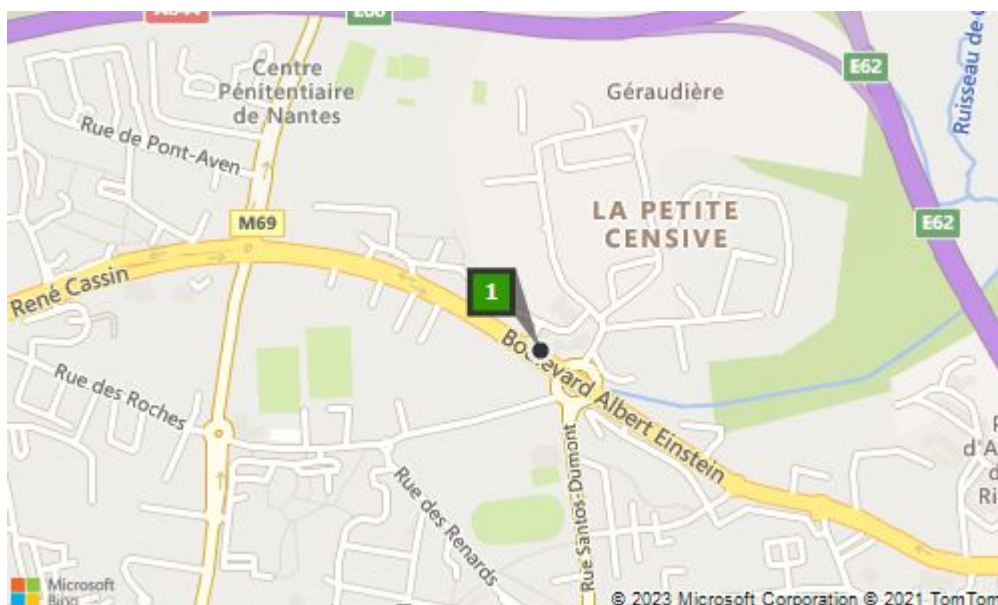 E60
E62
Ruisseau de
Centre
Pénitentiaire
de Nantes
Géraudière
Rue de Pont-Aven
LA PETITE
CENSIVE
M69
E62
René Cassin
1
Boulevard Albert Einstein
Rue des Roches
Rue des Renards
Rue Santos-Dumont
d'A
Ri
Microsoft
Bing
© 2023 Microsoft Corporation © 2021 TomTom